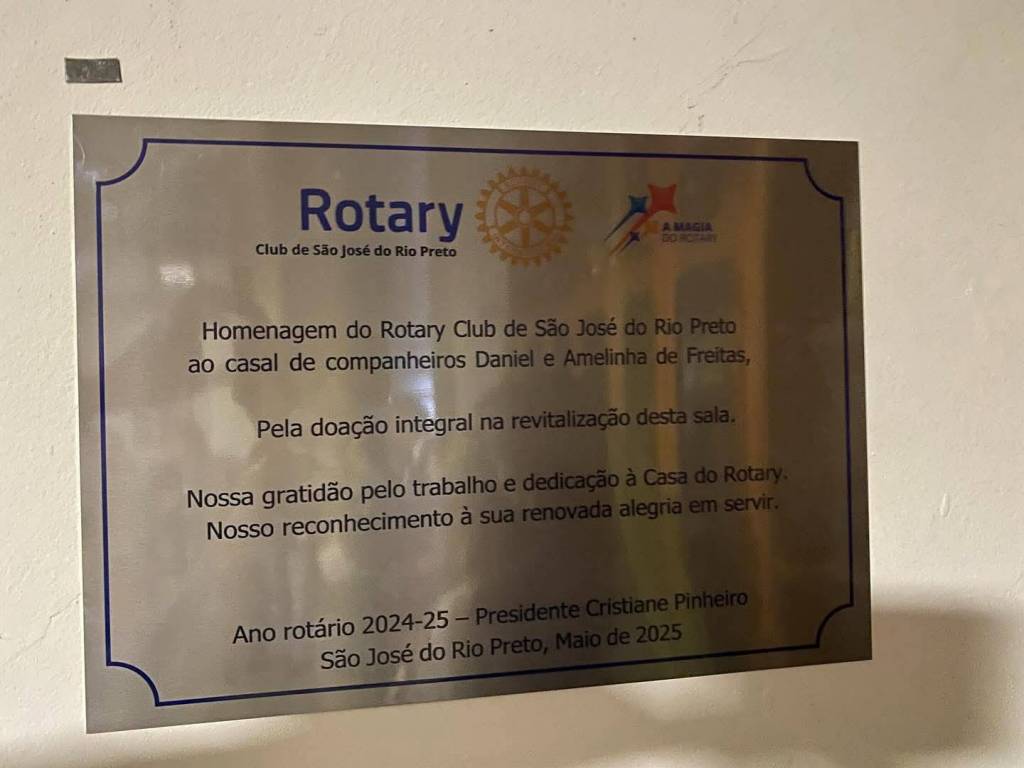 Rotary
Club de São José do Rio Preto
A MAGIA
DO ROTARY
Homenagem do Rotary Club de São José do Rio Preto
ao casal de companheiros Daniel e Amelinha de Freitas,
Pela doação integral na revitalização desta sala.
Nossa gratidão pelo trabalho e dedicação à Casa do Rotary.
Nosso reconhecimento à sua renovada alegria em servir.
Ano rotário 2024-25 – Presidente Cristiane Pinheiro
São José do Rio Preto, Maio de 2025